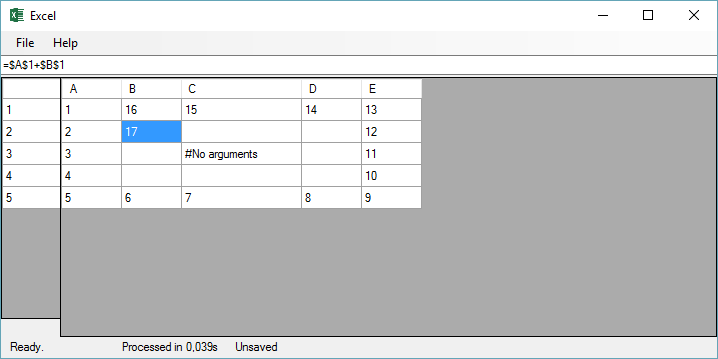 Excel
File Help
=$A$1+$B$1
A B C D E
1 1 16 15 14 13
2 2 17 12
3 3 #No arguments 11
4 4 10
5 5 6 7 8 9
Ready. Processed in 0,039s Unsaved